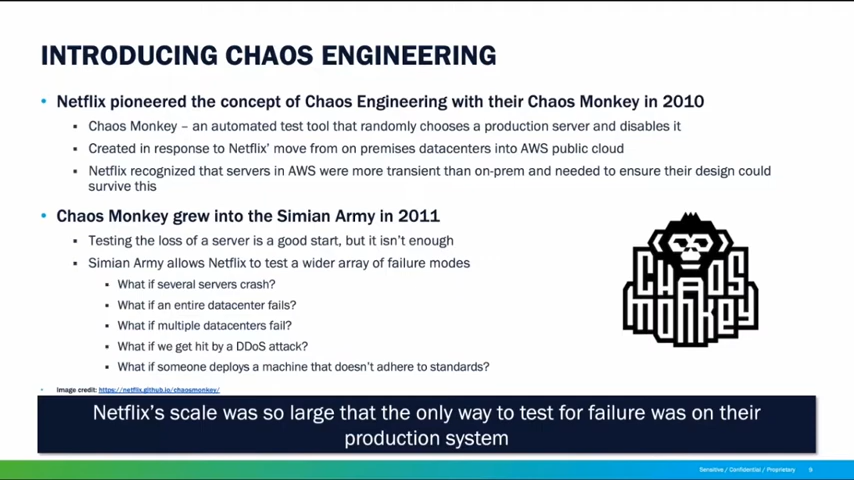 INTRODUCING CHAOS ENGINEERING
• Netflix pioneered the concept of Chaos Engineering with their Chaos Monkey in 2010
▪ Chaos Monkey – an automated test tool that randomly chooses a production server and disables it
▪ Created in response to Netflix' move from on premises datacenters into AWS public cloud
▪ Netflix recognized that servers in AWS were more transient than on-prem and needed to ensure their design could
survive this
• Chaos Monkey grew into the Simian Army in 2011
▪ Testing the loss of a server is a good start, but it isn't enough
▪ Simian Army allows Netflix to test a wider array of failure modes
▪ What if several servers crash?
▪ What if an entire datacenter fails?
▪ What if multiple datacenters fail?
▪ What if we get hit by a DDoS attack?
▪ What if someone deploys a machine that doesn't adhere to standards?
CHAOS
MONKEY
• Image credit: https://netflix.github.io/chaosmonkey/
Netflix's scale was so large that the only way to test for failure was on their
production system
Sensitive / Confidential / Proprietary 9